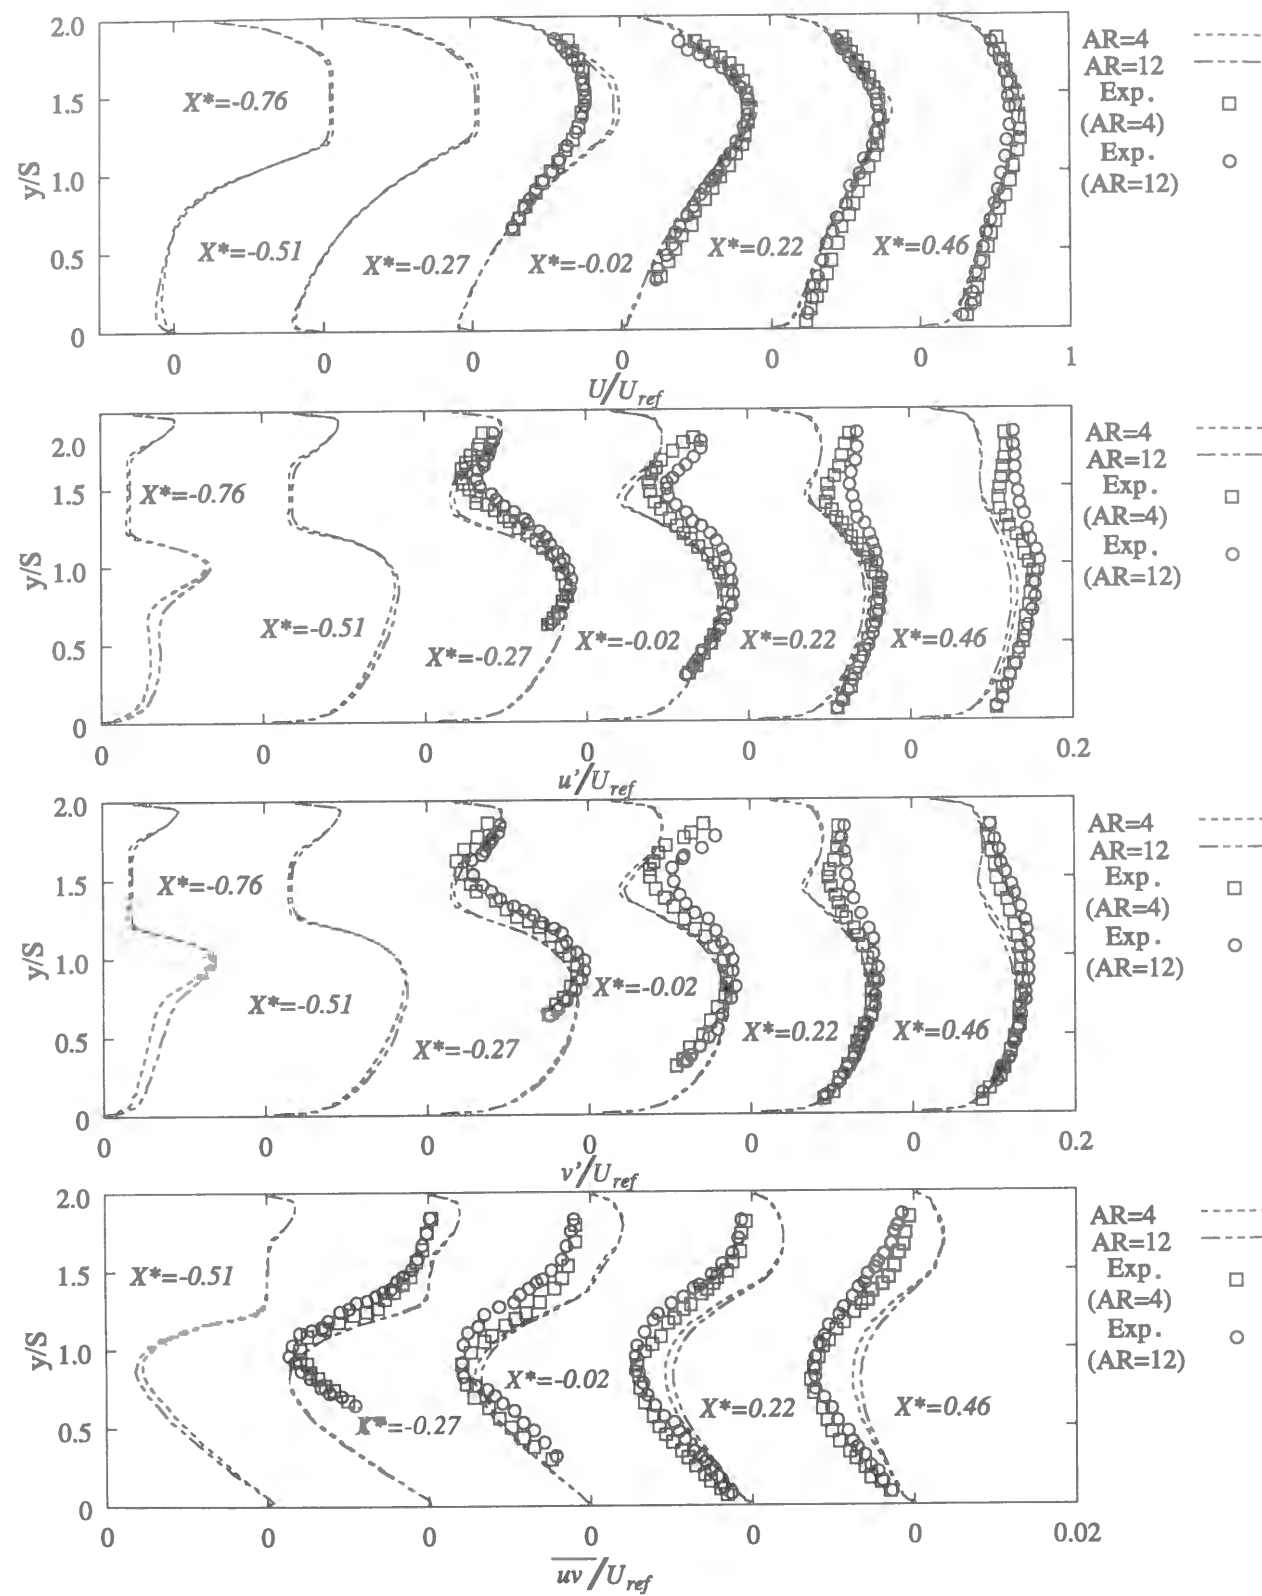 2.0
1.5
1.0
0.5
0
y/S
X*=-0.76
X*=-0.51
X*=-0.27
X*=-0.02
X*=0.22
X*=0.46
AR=4
AR=12
Exp.
(AR=4)
Exp.
(AR=12)
0 0 0 0 0 0 1
U/U_ref
2.0
1.5
1.0
0.5
0
y/S
X*=-0.76
X*=-0.51
X*=-0.27
X*=-0.02
X*=0.22
X*=0.46
AR=4
AR=12
Exp.
(AR=4)
Exp.
(AR=12)
0 0 0 0 0 0 0.2
u'/U_ref
2.0
1.5
1.0
0.5
0
y/S
X*=-0.76
X*=-0.51
X*=-0.27
X*=-0.02
X*=0.22
X*=0.46
AR=4
AR=12
Exp.
(AR=4)
Exp.
(AR=12)
0 0 0 0 0 0 0.2
v'/U_ref
2.0
1.5
1.0
0.5
0
y/S
X*=-0.51
X*=-0.27
X*=-0.02
X*=0.22
X*=0.46
AR=4
AR=12
Exp.
(AR=4)
Exp.
(AR=12)
0 0 0 0 0 0 0.02
uv/U_ref